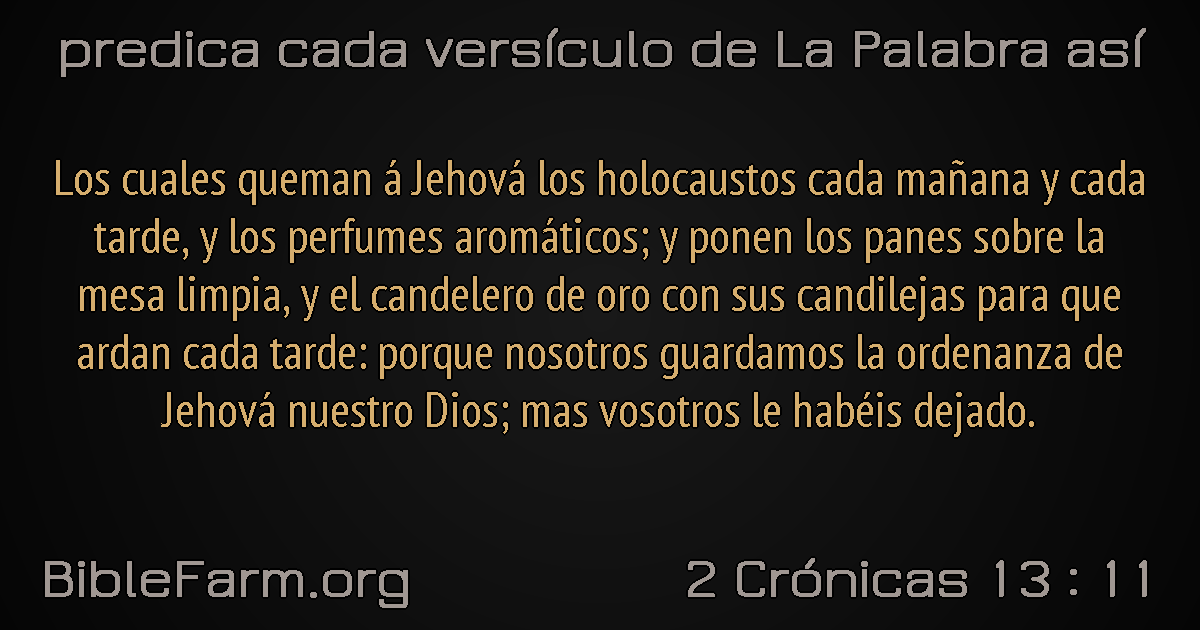 predica cada versículo de La Palabra así
Los cuales queman á Jehová los holocaustos cada mañana y cada
tarde, y los perfumes aromáticos; y ponen los panes sobre la
mesa limpia, y el candelero de oro con sus candilejas para que
ardan cada tarde: porque nosotros guardamos la ordenanza de
Jehová nuestro Dios; mas vosotros le habéis dejado.
BibleFarm.org
2 Crónicas 13 : 11